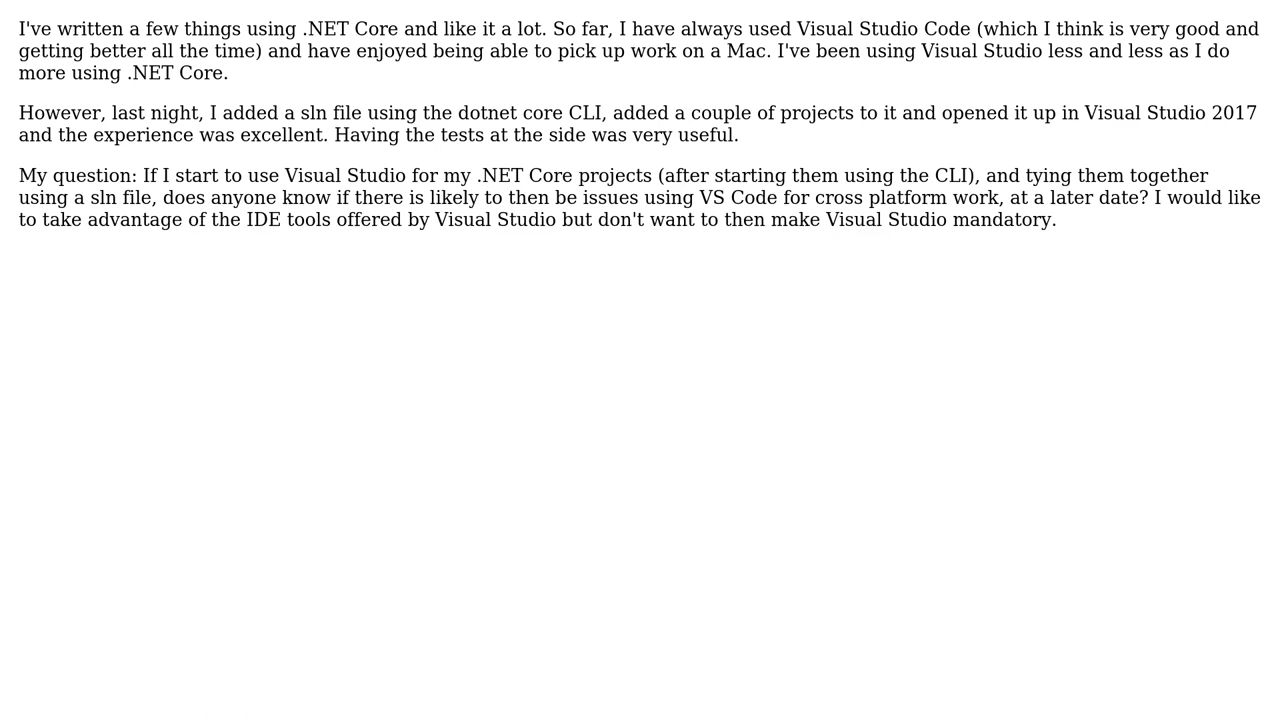 I've written a few things using .NET Core and like it a lot. So far, I have always used Visual Studio Code (which I think is very good and
getting better all the time) and have enjoyed being able to pick up work on a Mac. I've been using Visual Studio less and less as I do
more using .NET Core.
However, last night, I added a sln file using the dotnet core CLI, added a couple of projects to it and opened it up in Visual Studio 2017
and the experience was excellent. Having the tests at the side was very useful.
My question: If I start to use Visual Studio for my .NET Core projects (after starting them using the CLI), and tying them together
using a sln file, does anyone know if there is likely to then be issues using VS Code for cross platform work, at a later date? I would like
to take advantage of the IDE tools offered by Visual Studio but don't want to then make Visual Studio mandatory.